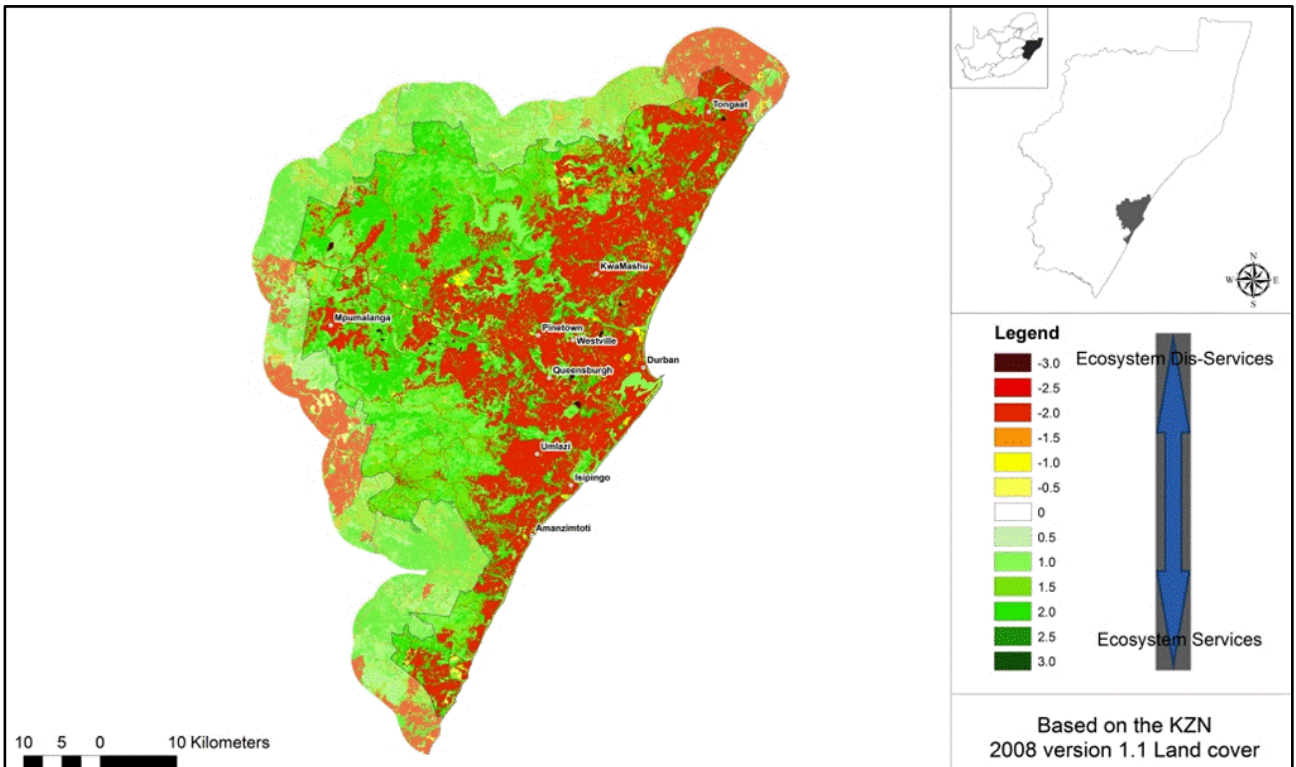 Tongaat
KwaMashu
Mpumalanga
Pinetown
Westville
Durban
Queensburgh
Umlazi
Isipingo
Amanzimtoti
10 5 0 10 Kilometers
N
W E
S
Legend
-3.0
-2.5
-2.0
-1.5
-1.0
-0.5
0
0.5
1.0
1.5
2.0
2.5
3.0
Ecosystem Dis-Services
Ecosystem Services
Based on the KZN
2008 version 1.1 Land cover